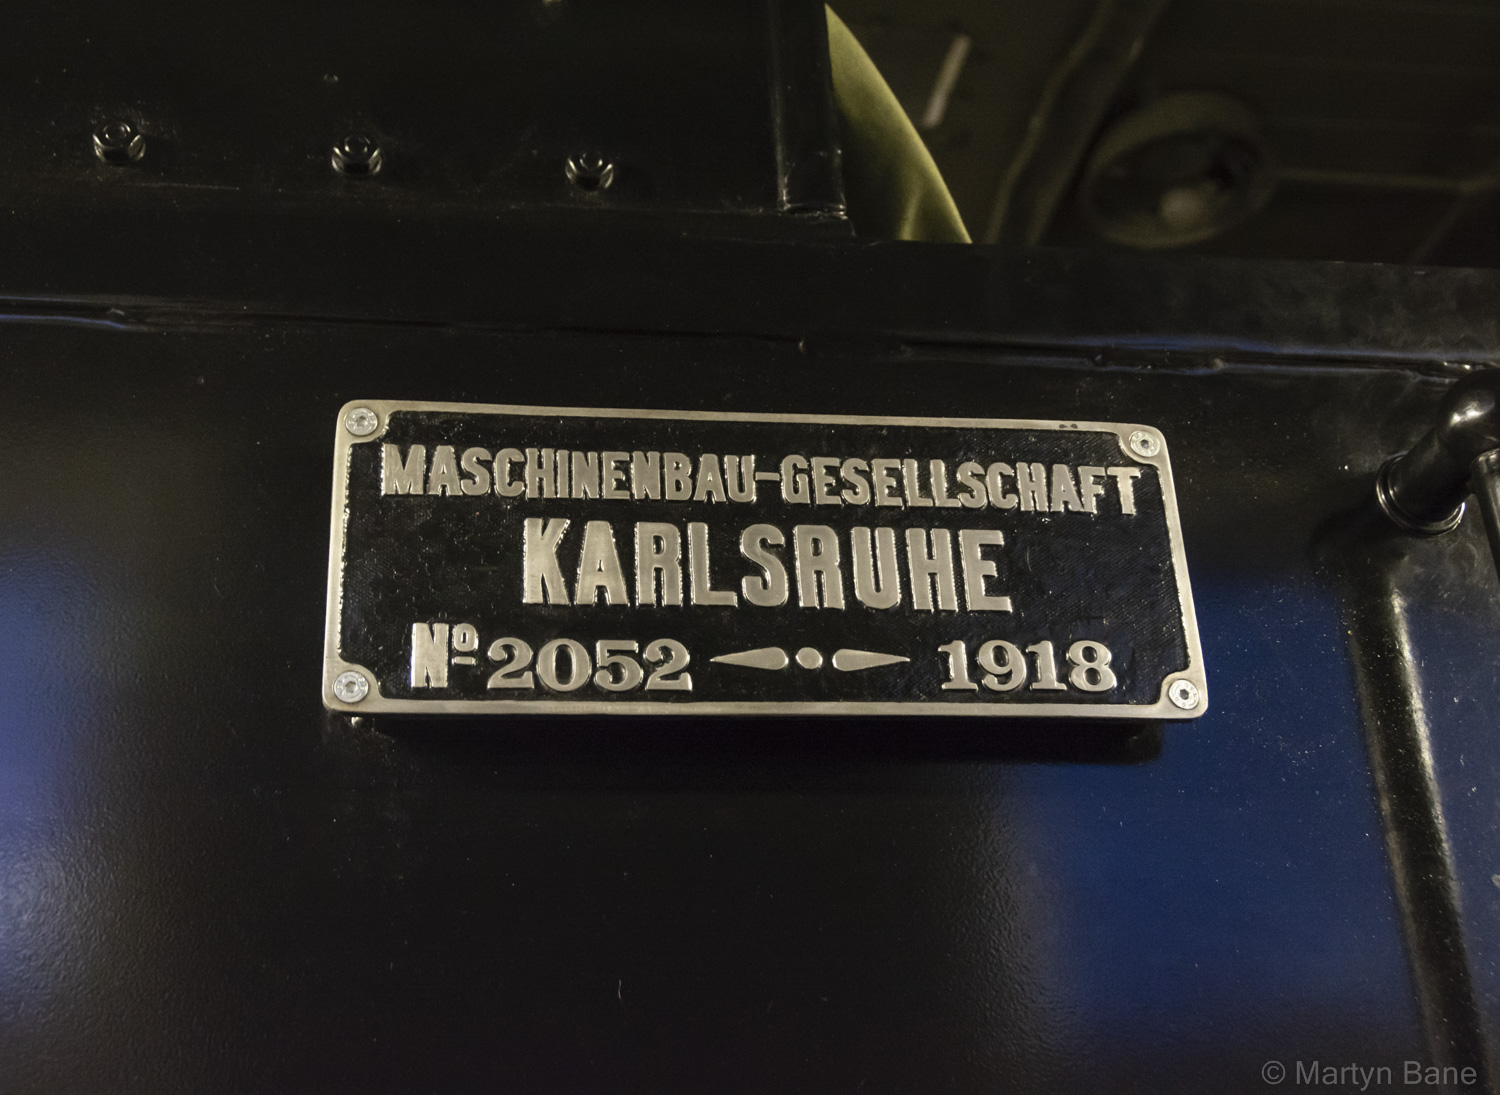 MASCHINENBAU-GESELLSCHAFT
KARLSRUHE
Nº 2052 1918
© Martyn Bane